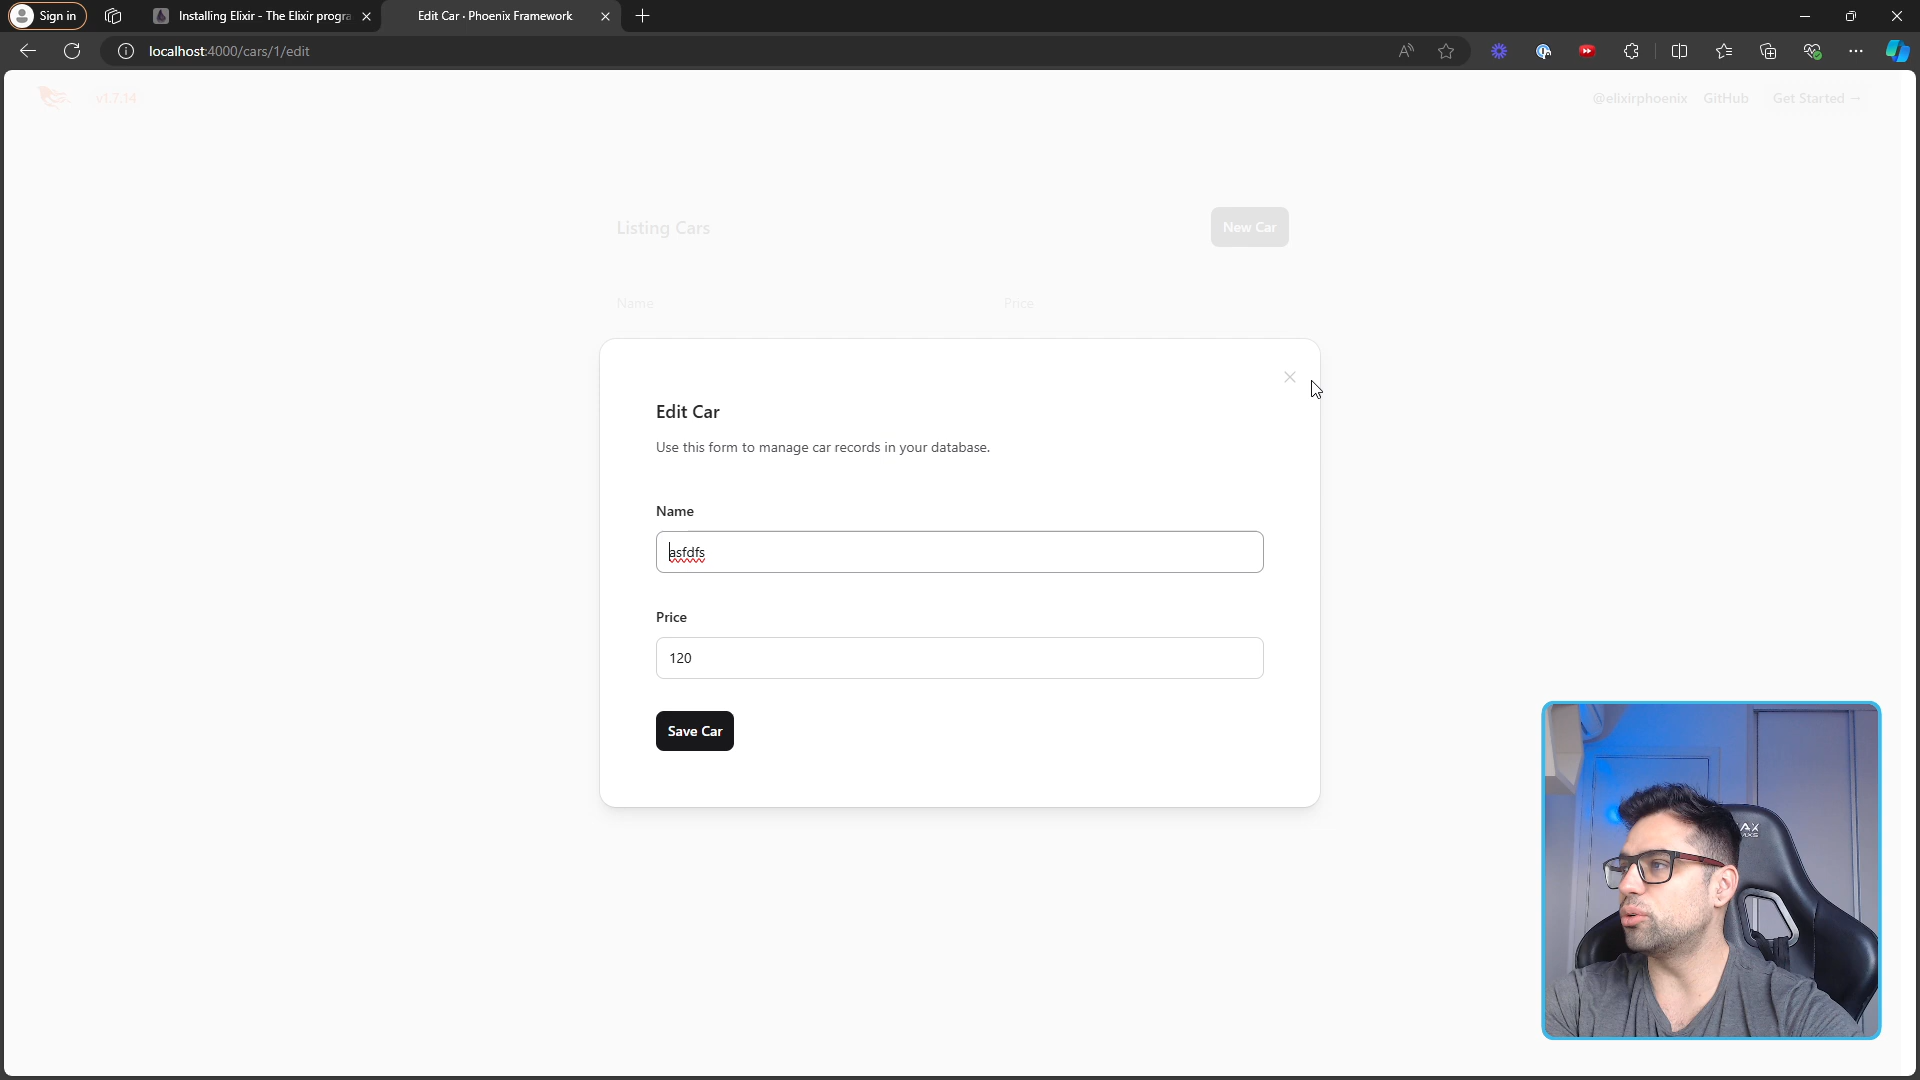 Sign in
Installing Elixir - The Elixir progra
Edit Car · Phoenix Framework
localhost:4000/cars/1/edit
v1.7.14
@elixirphoenix
GitHub
Get Started →
Listing Cars
New Car
Name
Price
Edit Car
Use this form to manage car records in your database.
Name
asfdfs
Price
120
Save Car